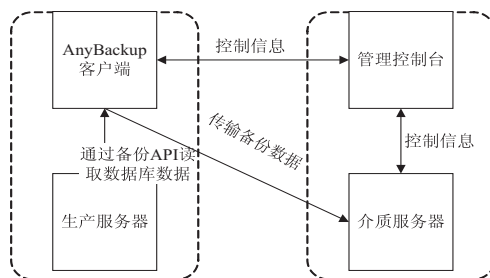 AnyBackup
客户端
控制信息
管理控制台
传输备份数据
控制信息
通过备份API读
取数据库数据
生产服务器
介质服务器